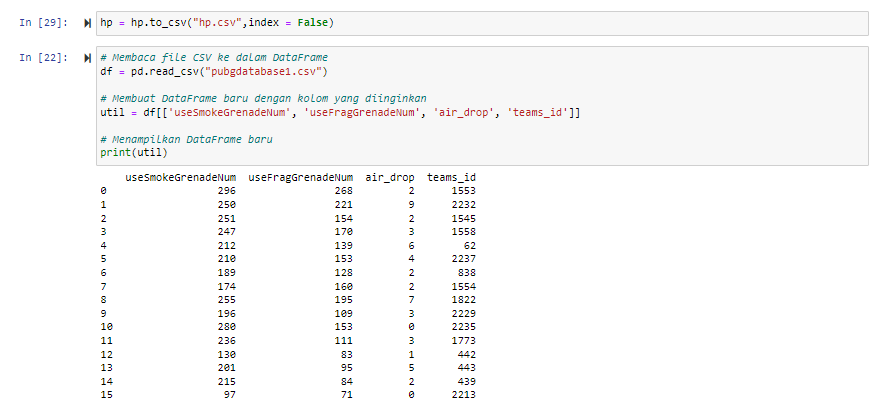 In [29]: hp = hp.to_csv("hp.csv",index = False)
In [22]: # Membaca file CSV ke dalam DataFrame
df = pd.read_csv("pubgdatabase1.csv")
# Membuat DataFrame baru dengan kolom yang diinginkan
util = df[['useSmokeGrenadeNum', 'useFragGrenadeNum', 'air_drop', 'teams_id']]
# Menampilkan DataFrame baru
print(util)
useSmokeGrenadeNum useFragGrenadeNum air_drop teams_id
0 296 268 2 1553
1 250 221 9 2232
2 251 154 2 1545
3 247 170 3 1558
4 212 139 6 62
5 210 153 4 2237
6 189 128 2 838
7 174 160 2 1554
8 255 195 7 1822
9 196 109 3 2229
10 280 153 0 2235
11 236 111 3 1773
12 130 83 1 442
13 201 95 5 443
14 215 84 2 439
15 97 71 0 2213